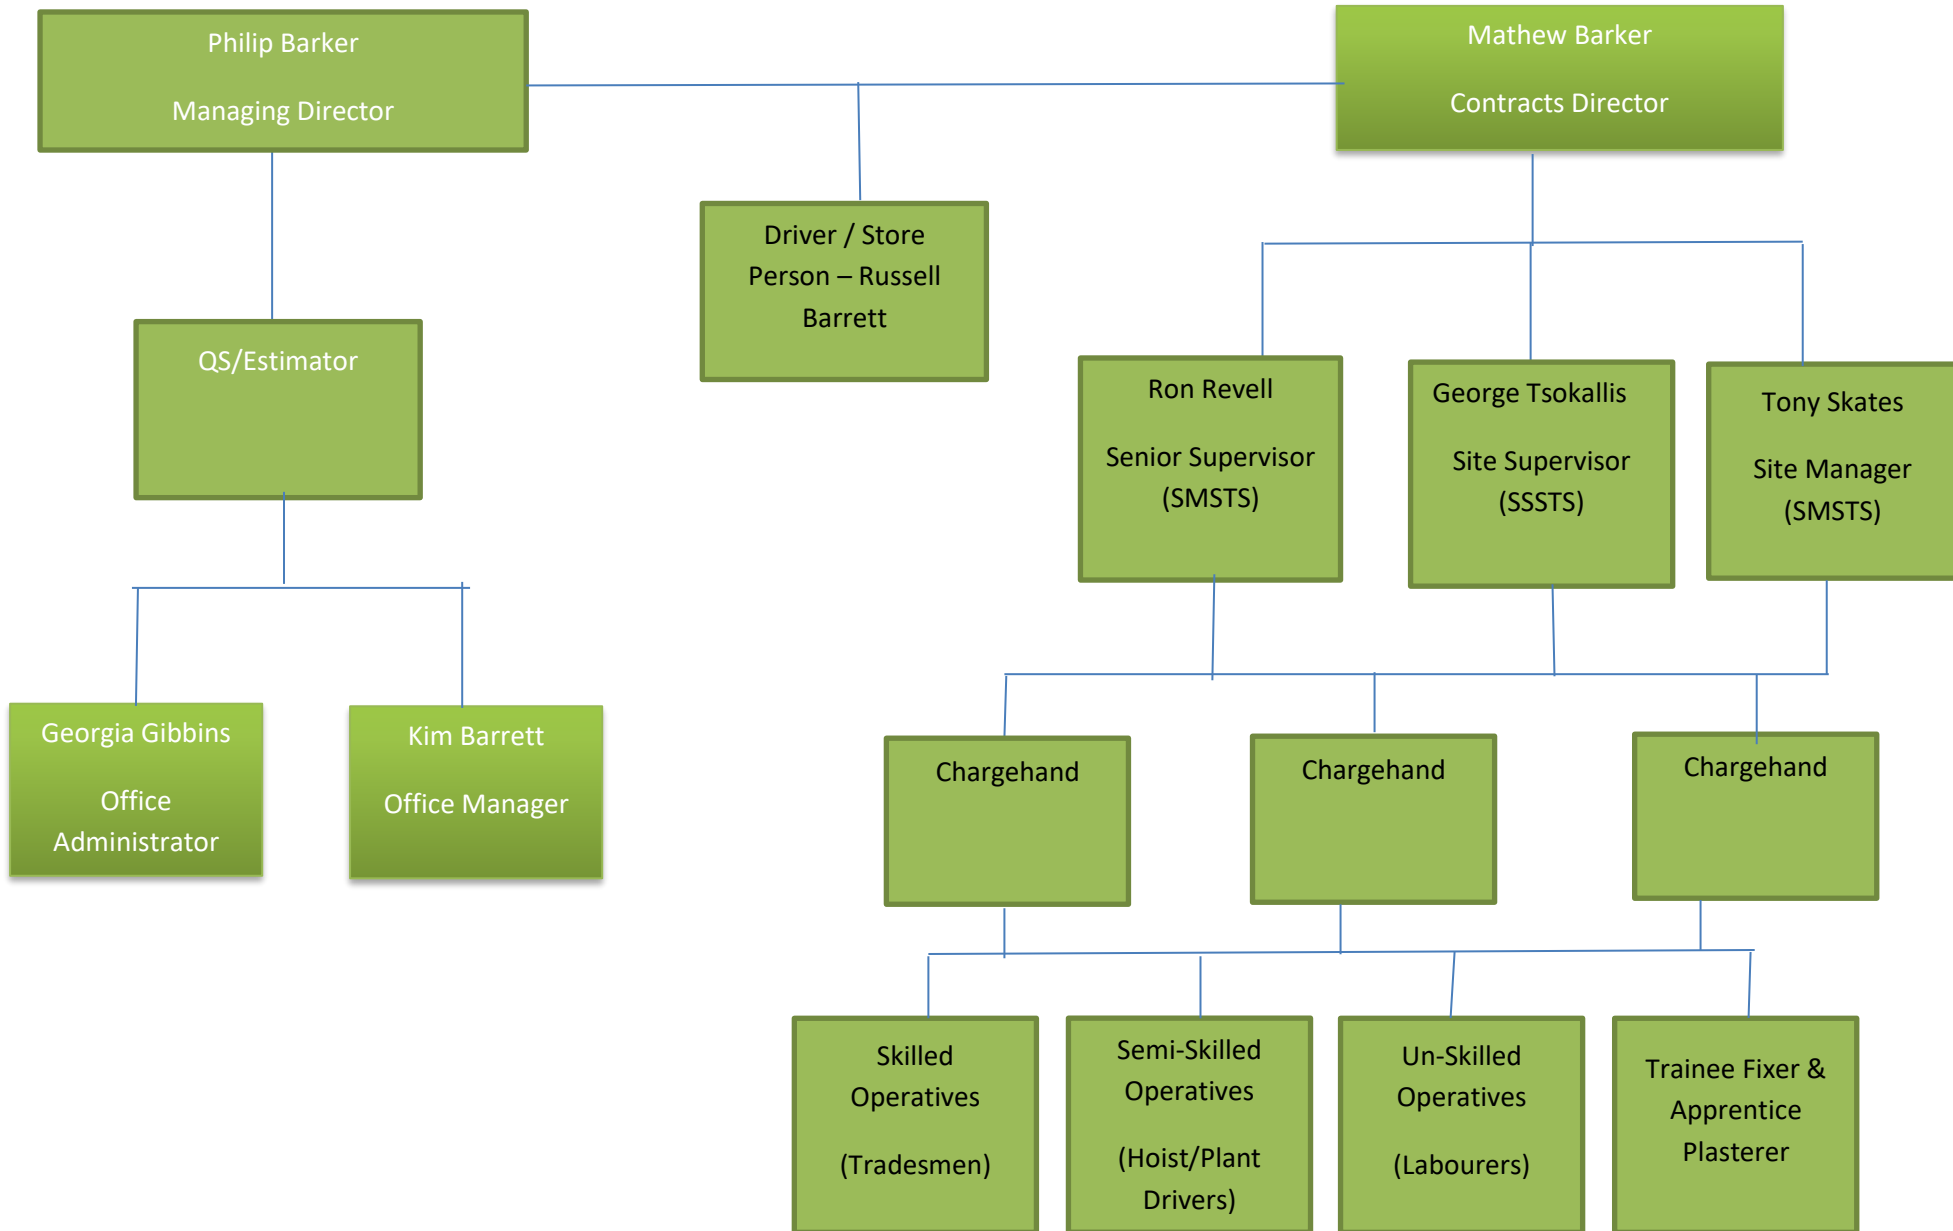 Philip Barker
Managing Director
Mathew Barker
Contracts Director
Driver / Store
Person – Russell
Barrett
QS/Estimator
Ron Revell
Senior Supervisor
(SMSTS)
George Tsokallis
Site Supervisor
(SSSTS)
Tony Skates
Site Manager
(SMSTS)
Georgia Gibbins
Office
Administrator
Kim Barrett
Office Manager
Chargehand
Chargehand
Chargehand
Skilled
Operatives
(Tradesmen)
Semi-Skilled
Operatives
(Hoist/Plant
Drivers)
Un-Skilled
Operatives
(Labourers)
Trainee Fixer &
Apprentice
Plasterer